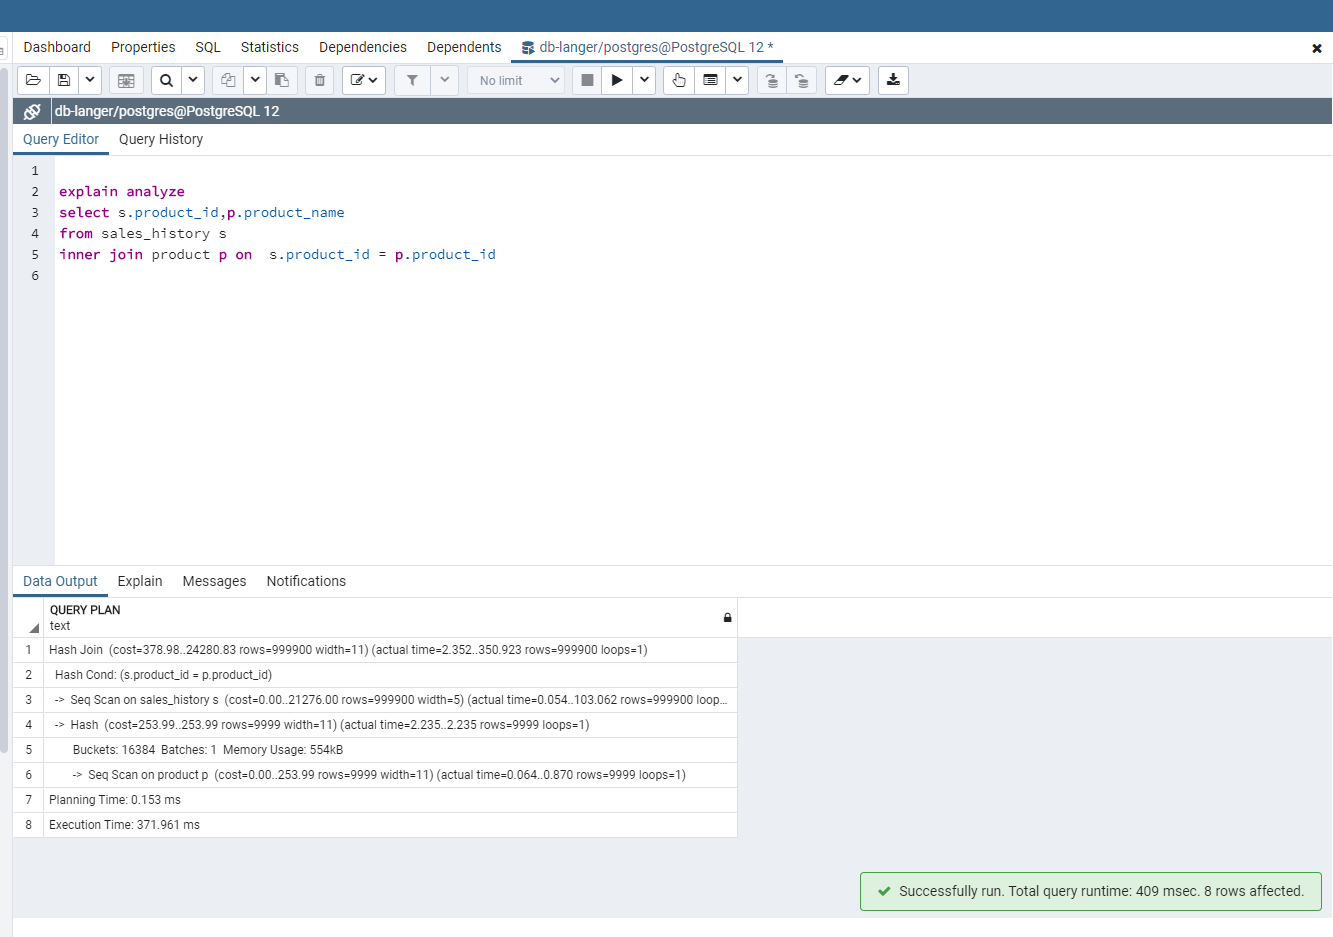 Dashboard Properties SQL Statistics Dependencies Dependents db-langer/postgres@PostgreSQL 12 *
No limit
db-langer/postgres@PostgreSQL 12
Query Editor Query History
1
2 explain analyze
3 select s.product_id,p.product_name
4 from sales_history s
5 inner join product p on  s.product_id = p.product_id
6
Data Output Explain Messages Notifications
QUERY PLAN
text
1 Hash Join (cost=378.98..24280.83 rows=999900 width=11) (actual time=2.352..350.923 rows=999900 loops=1)
2 Hash Cond: (s.product_id = p.product_id)
3 -> Seq Scan on sales_history s (cost=0.00..21276.00 rows=999900 width=5) (actual time=0.054..103.062 rows=999900 loop...
4 -> Hash (cost=253.99..253.99 rows=9999 width=11) (actual time=2.235..2.235 rows=9999 loops=1)
5 Buckets: 16384 Batches: 1 Memory Usage: 554kB
6 -> Seq Scan on product p (cost=0.00..253.99 rows=9999 width=11) (actual time=0.064..0.870 rows=9999 loops=1)
7 Planning Time: 0.153 ms
8 Execution Time: 371.961 ms
Successfully run. Total query runtime: 409 msec. 8 rows affected.